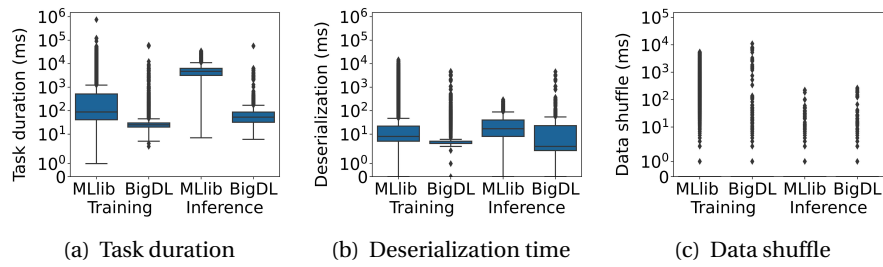 Task duration (ms)
10^6
10^5
10^4
10^3
10^2
10^1
10^0
0
MLlib BigDL MLlib BigDL
Training Inference
(a) Task duration
Deserialization (ms)
10^6
10^5
10^4
10^3
10^2
10^1
10^0
0
MLlib BigDL MLlib BigDL
Training Inference
(b) Deserialization time
Data shuffle (ms)
10^5
10^4
10^3
10^2
10^1
10^0
0
MLlib BigDL MLlib BigDL
Training Inference
(c) Data shuffle